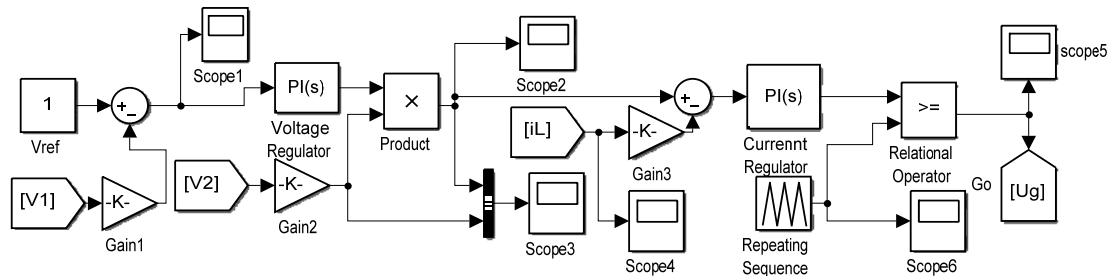 Scope1
scope5
Scope2
1
Vref
+
−
PI(s)
Voltage
Regulator
×
Product
[iL]
-K-
Gain3
+
−
PI(s)
Currennt
Regulator
>=
Relational
Operator
[V1]
-K-
Gain1
[V2]
-K-
Gain2
Scope3
Scope4
Repeating
Sequence
Scope6
Go
[Ug]